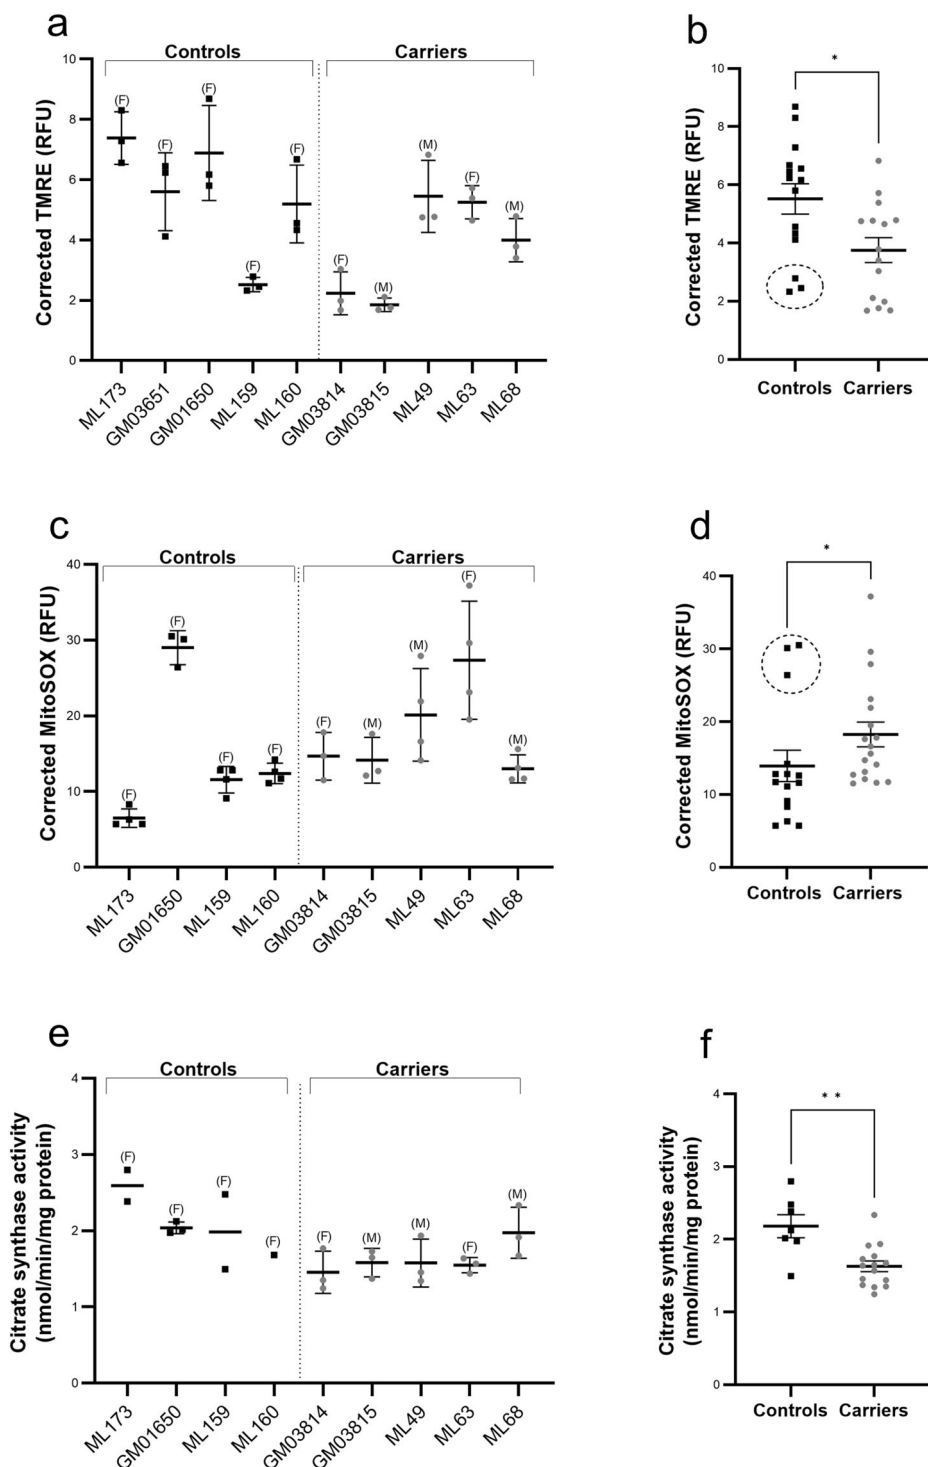 a
Controls
Carriers
Corrected TMRE (RFU)
10
8
6
4
2
0
(F)
(F)
(F)
(F)
(F)
(F)
(M)
(M)
(F)
(M)
ML173
GM03651
GM01650
ML159
ML160
GM03814
GM03815
ML49
ML63
ML68
b
*
Corrected TMRE (RFU)
10
8
6
4
2
0
Controls
Carriers
c
Controls
Carriers
Corrected MitoSOX (RFU)
40
30
20
10
0
(F)
(F)
(F)
(F)
(F)
(M)
(M)
(F)
(M)
ML173
GM01650
ML159
ML160
GM03814
GM03815
ML49
ML63
ML68
d
*
Corrected MitoSOX (RFU)
40
30
20
10
0
Controls
Carriers
e
Controls
Carriers
Citrate synthase activity
(nmol/min/mg protein)
4
3
2
1
0
(F)
(F)
(F)
(F)
(F)
(M)
(M)
(F)
(M)
ML173
GM01650
ML159
ML160
GM03814
GM03815
ML49
ML63
ML68
f
* *
Citrate synthase activity
(nmol/min/mg protein)
4
3
2
1
0
Controls
Carriers